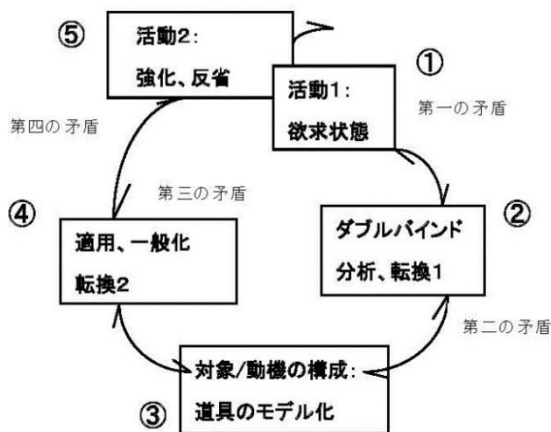 ⑤
活動2:
強化、反省
①
活動1:
欲求状態
第一の矛盾
第四の矛盾
第三の矛盾
④
適用、一般化
転換2
②
ダブルバインド
分析、転換1
第二の矛盾
対象/動機の構成:
③
道具のモデル化